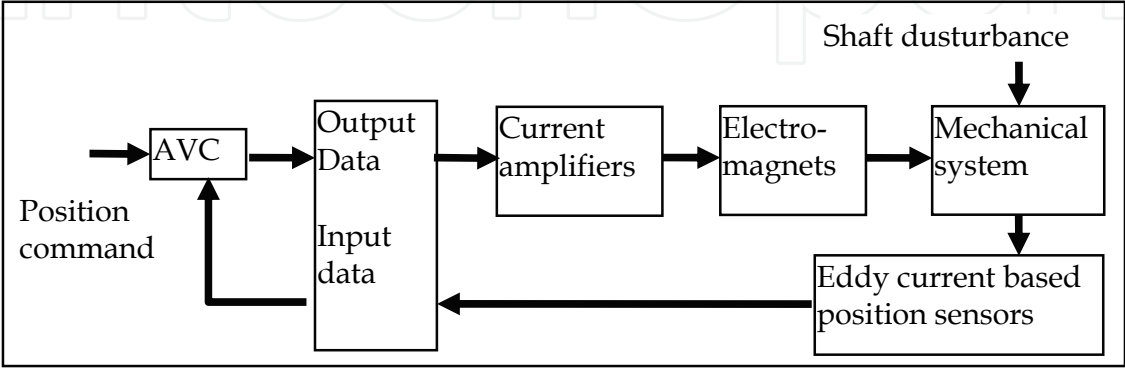 Shaft dusturbance
AVC
Position
command
Output
Data
Input
data
Current
amplifiers
Electro-
magnets
Mechanical
system
Eddy current based
position sensors